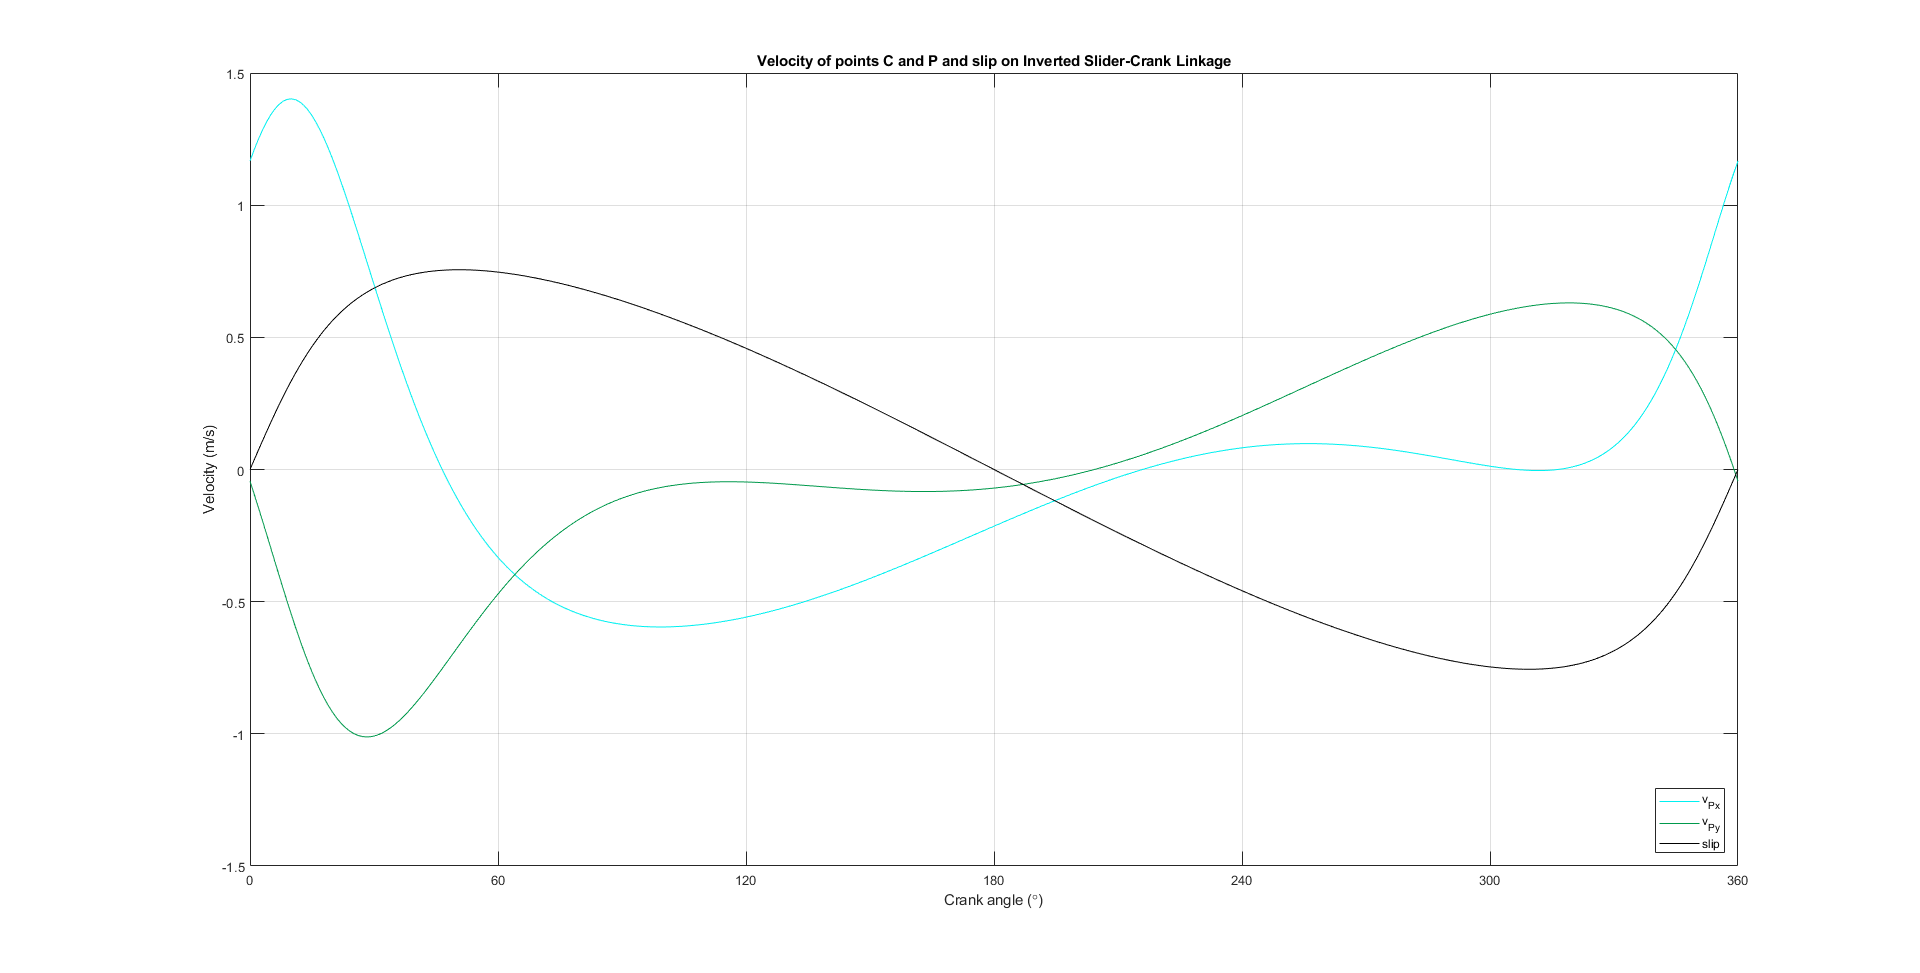 Velocity of points C and P and slip on Inverted Slider-Crank Linkage
1.5
1
0.5
0
-0.5
-1
-1.5
Velocity (m/s)
0
60
120
180
240
300
360
Crank angle (°)
vPx
vPy
slip